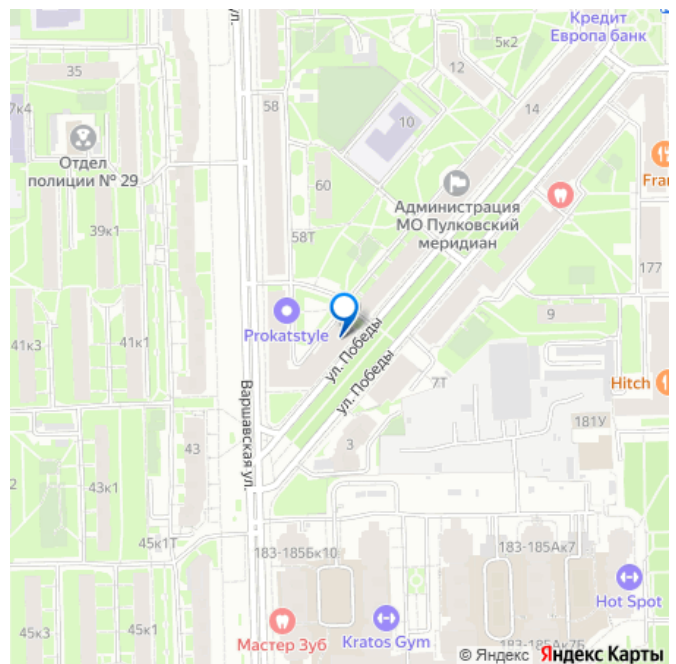 Кредит
Европа банк
ул.
5к2
12
35
58
14
7к4
10
Отдел
полиции № 29
Fran
60
Администрация
МО Пулковский
меридиан
39к1
58Т
177
9
Prokatstyle
41к3
41к1
ул. Победы
ул. Победы
7Т
Hitch
Варшавская ул.
181У
43
3
2
43к1
45к1Т
183-185Бк10
183-185Ак7
Hot Spot
45к3
45к1
Мастер Зуб
Kratos Gym
183-185Ак7Б
© Яндекс Яндекс Карты